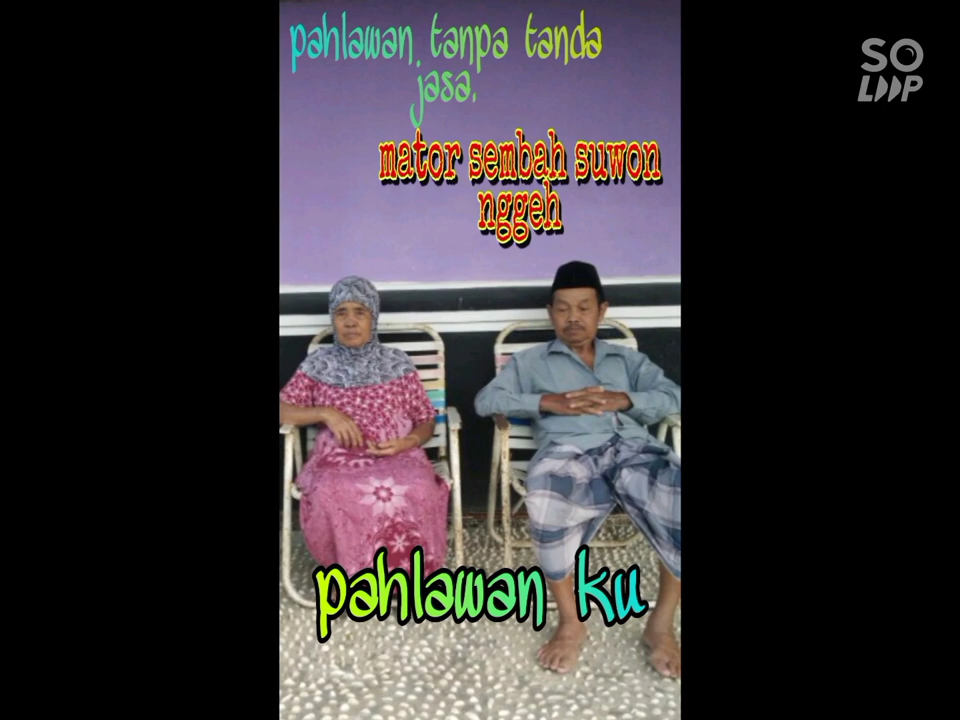 pahlawan tanpa tanda
jasa.
mator sembah suwon
nggeh
pahlawan ku
SO
LOOP